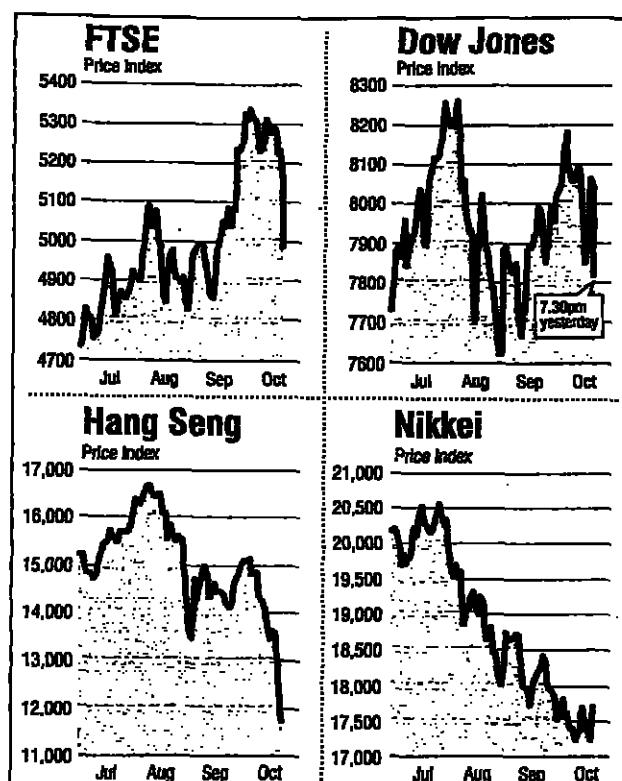 FTSE
Price Index
5400
5300
5200
5100
5000
4900
4800
4700
Jul Aug Sep Oct
Dow Jones
Price Index
8300
8200
8100
8000
7900
7800
7700
7600
7.30pm
yesterday
Jul Aug Sep Oct
Hang Seng
Price Index
17,000
16,000
15,000
14,000
13,000
12,000
11,000
Jul Aug Sep Oct
Nikkei
Price Index
21,000
20,500
20,000
19,500
19,000
18,500
18,000
17,500
17,000
Jul Aug Sep Oct